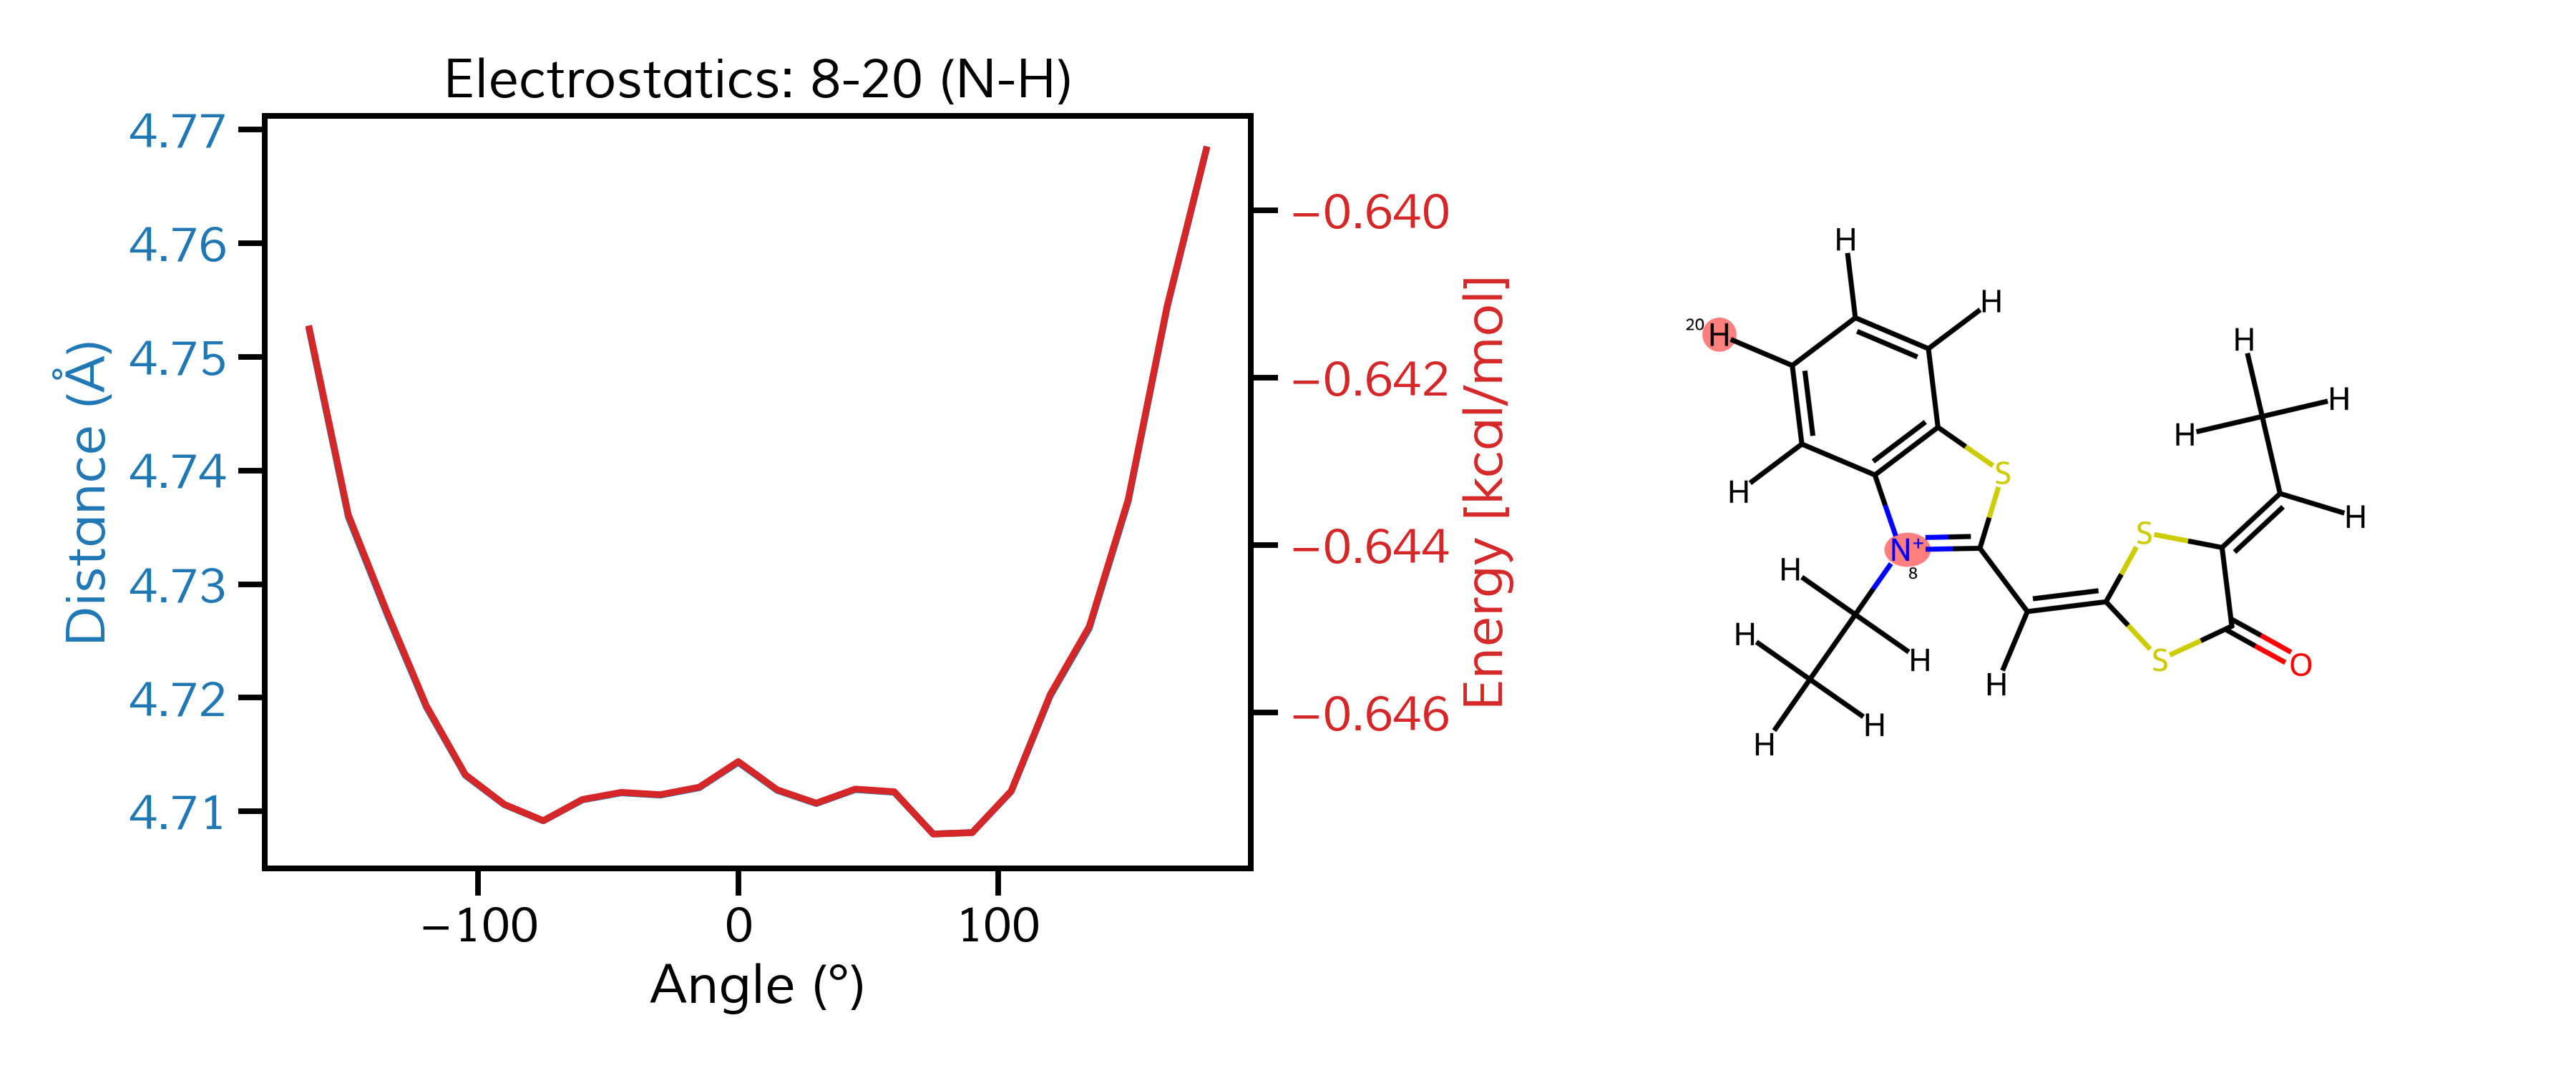 Electrostatics: 8-20 (N-H)
4.77
4.76
4.75
4.74
4.73
4.72
4.71
Distance (Å)
−0.640
−0.642
−0.644
−0.646
Energy [kcal/mol]
−100
0
100
Angle (°)
H
H
20
H
H
S
N+
8
H
H
H
H
H
H
S
S
O
H
H
H
H